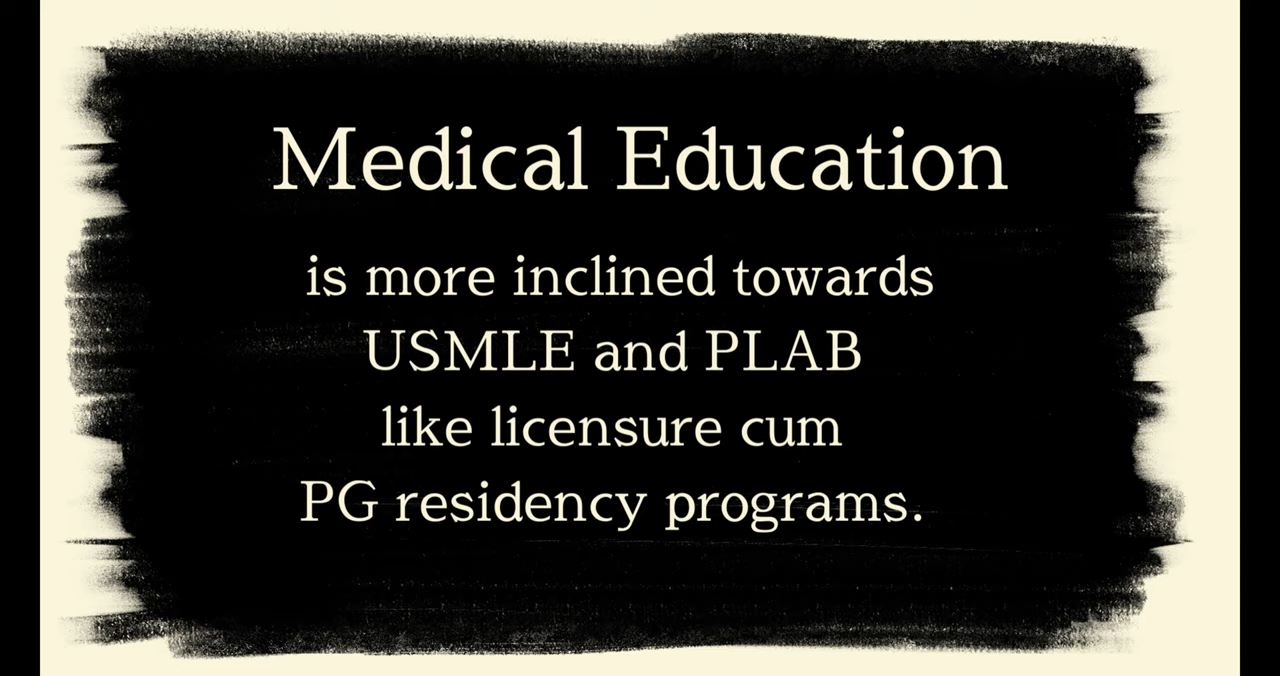 Medical Education
is more inclined towards
USMLE and PLAB
like licensure cum
PG residency programs.